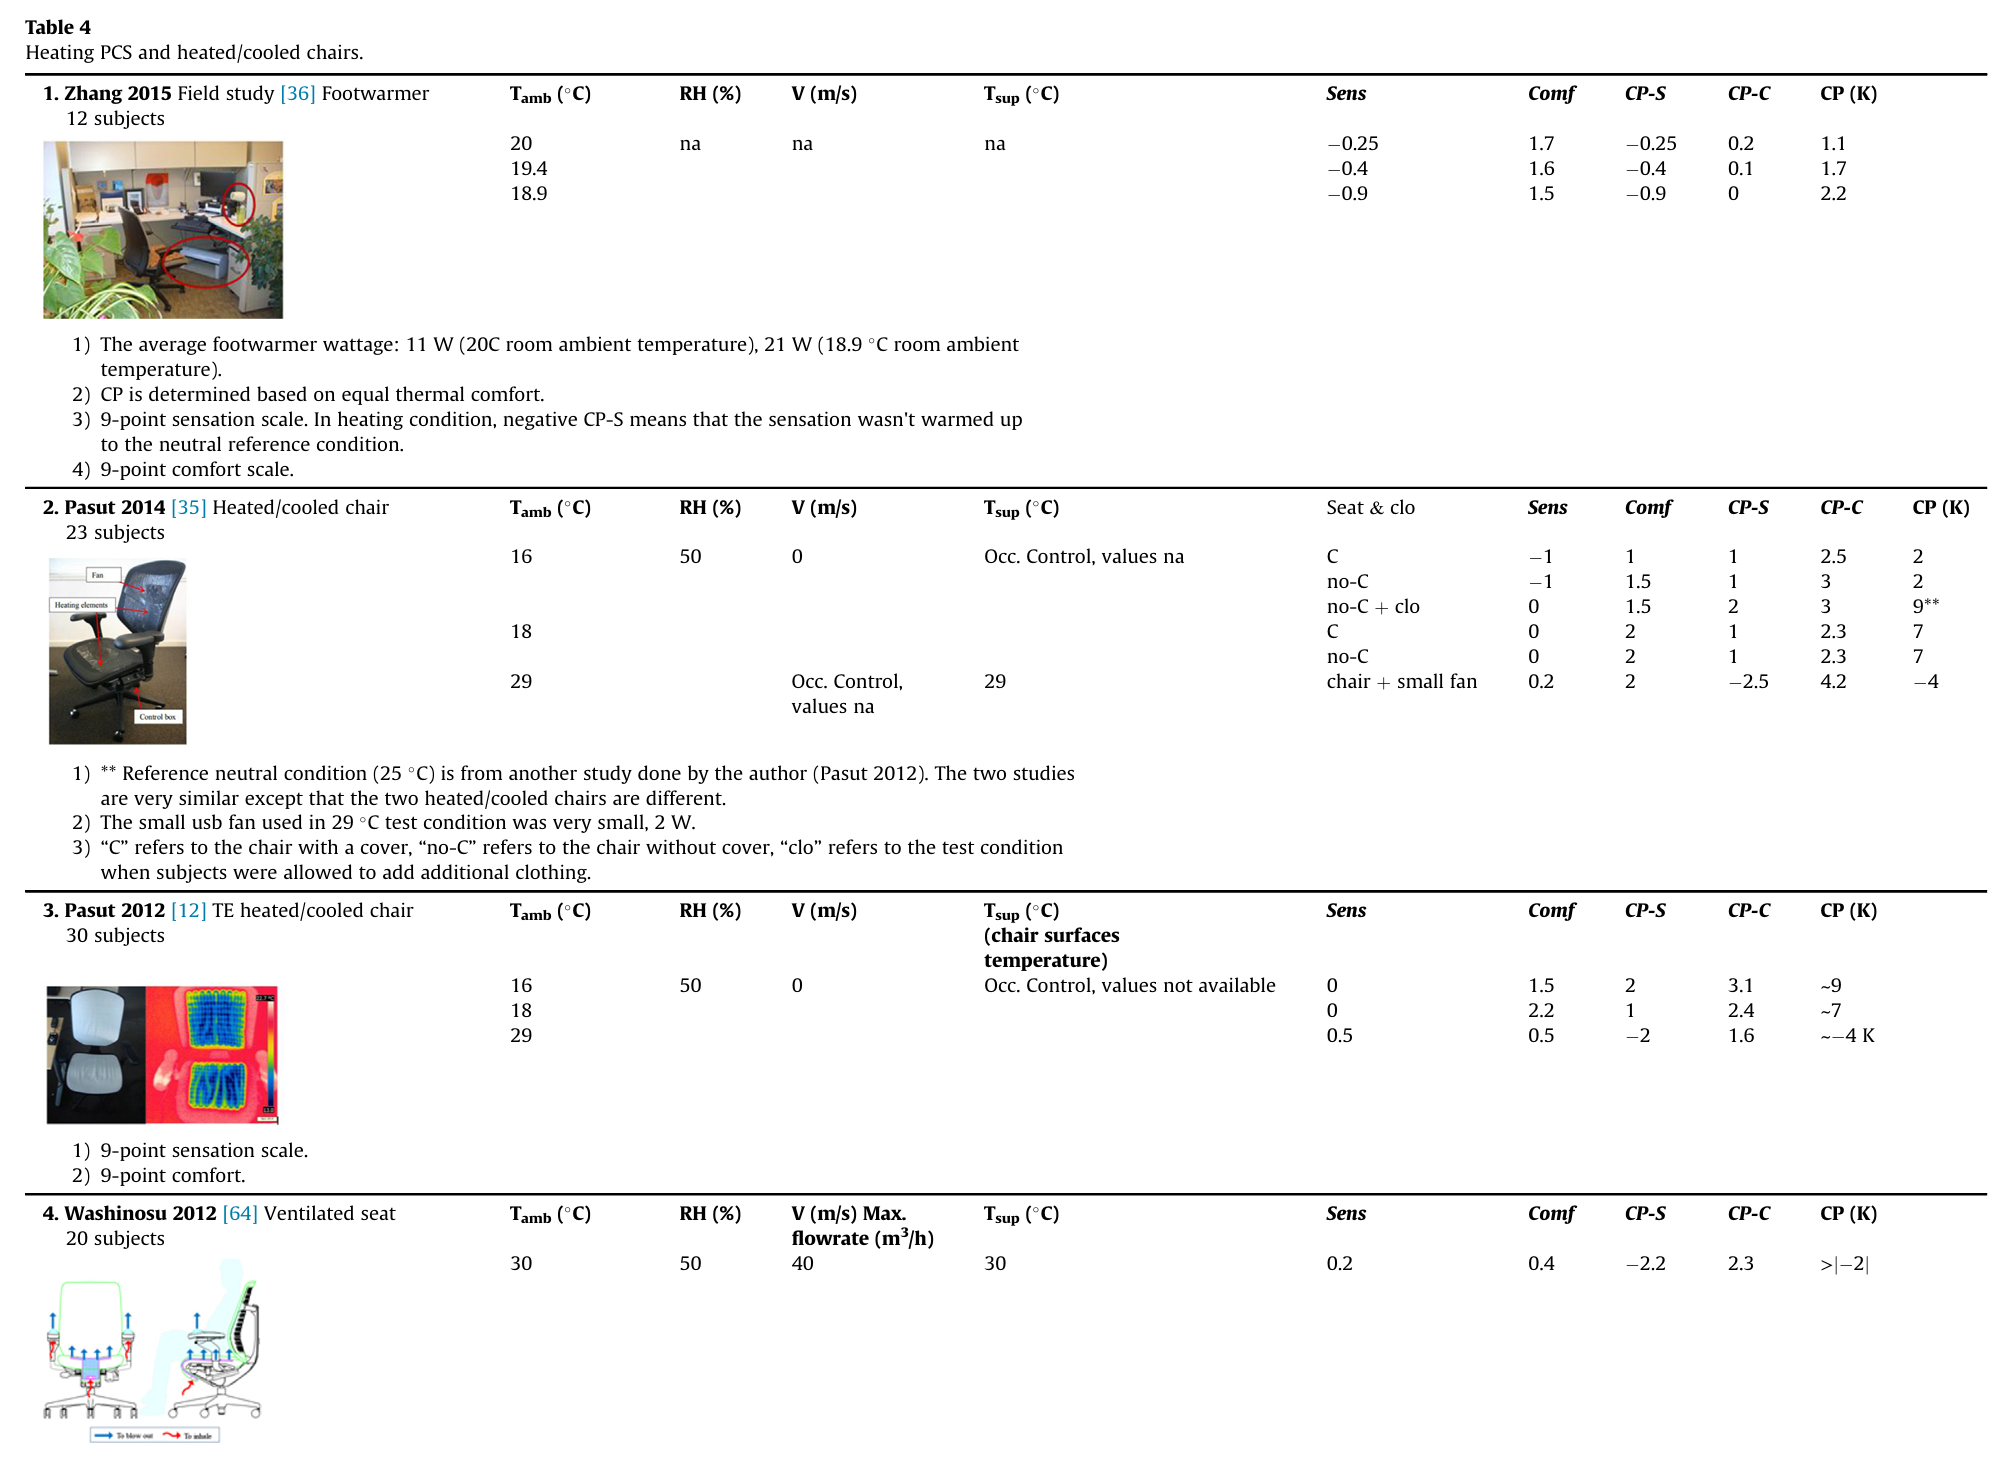 Table 4
Heating PCS and heated/cooled chairs.
1. Zhang 2015 Field study [36] Footwarmer T_amb (°C) RH (%) V (m/s) T_sup (°C) Sens Comf CP-S CP-C CP (K)
12 subjects
20 na na na −0.25 1.7 −0.25 0.2 1.1
19.4 −0.4 1.6 −0.4 0.1 1.7
18.9 −0.9 1.5 −0.9 0 2.2
1) The average footwarmer wattage: 11 W (20C room ambient temperature), 21 W (18.9 °C room ambient
temperature).
2) CP is determined based on equal thermal comfort.
3) 9-point sensation scale. In heating condition, negative CP-S means that the sensation wasn't warmed up
to the neutral reference condition.
4) 9-point comfort scale.
2. Pasut 2014 [35] Heated/cooled chair T_amb (°C) RH (%) V (m/s) T_sup (°C) Seat & clo Sens Comf CP-S CP-C CP (K)
23 subjects
16 50 0 Occ. Control, values na C −1 1 1 2.5 2
no-C −1 1.5 1 3 2
no-C + clo 0 1.5 2 3 9**
18 C 0 2 1 2.3 7
no-C 0 2 1 2.3 7
29 Occ. Control, 29 chair + small fan 0.2 2 −2.5 4.2 −4
values na
Fan
Heating elements
Control box
1) ** Reference neutral condition (25 °C) is from another study done by the author (Pasut 2012). The two studies
are very similar except that the two heated/cooled chairs are different.
2) The small usb fan used in 29 °C test condition was very small, 2 W.
3) “C” refers to the chair with a cover, “no-C” refers to the chair without cover, “clo” refers to the test condition
when subjects were allowed to add additional clothing.
3. Pasut 2012 [12] TE heated/cooled chair T_amb (°C) RH (%) V (m/s) T_sup (°C) Sens Comf CP-S CP-C CP (K)
30 subjects (chair surfaces
temperature)
16 50 0 Occ. Control, values not available 0 1.5 2 3.1 ~9
18 0 2.2 1 2.4 ~7
29 0.5 0.5 −2 1.6 ~−4 K
1) 9-point sensation scale.
2) 9-point comfort.
4. Washinosu 2012 [64] Ventilated seat T_amb (°C) RH (%) V (m/s) Max. T_sup (°C) Sens Comf CP-S CP-C CP (K)
20 subjects flowrate (m³/h)
30 50 40 30 0.2 0.4 −2.2 2.3 >|−2|
To blow out To inhale